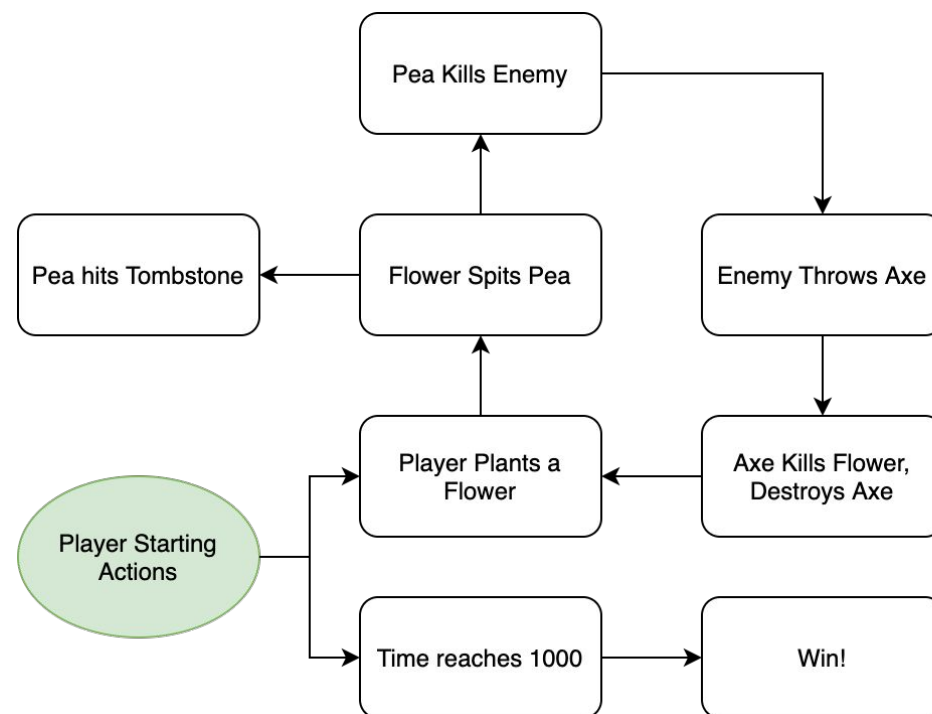 Pea Kills Enemy
Pea hits Tombstone
Flower Spits Pea
Enemy Throws Axe
Player Plants a
Flower
Axe Kills Flower,
Destroys Axe
Player Starting
Actions
Time reaches 1000
Win!